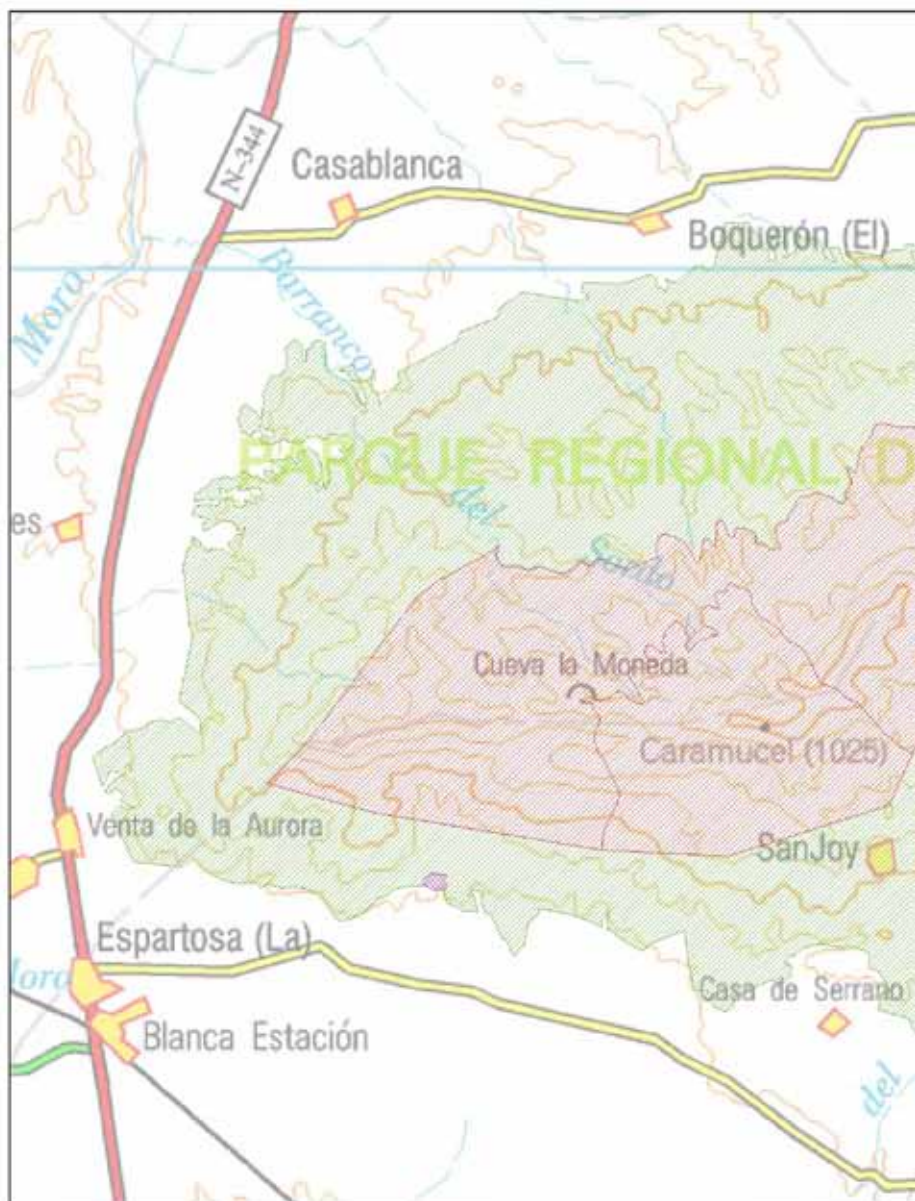 N-344
Casablanca
Boquerón (El)
Mora
Barranco
PARQUE REGIONAL D
del
es
Sordo
Cueva la Moneda
Caramucel (1025)
Venta de la Aurora
SanJoy
Espartosa (La)
Mora
Casa de Serrano
Blanca Estación
del